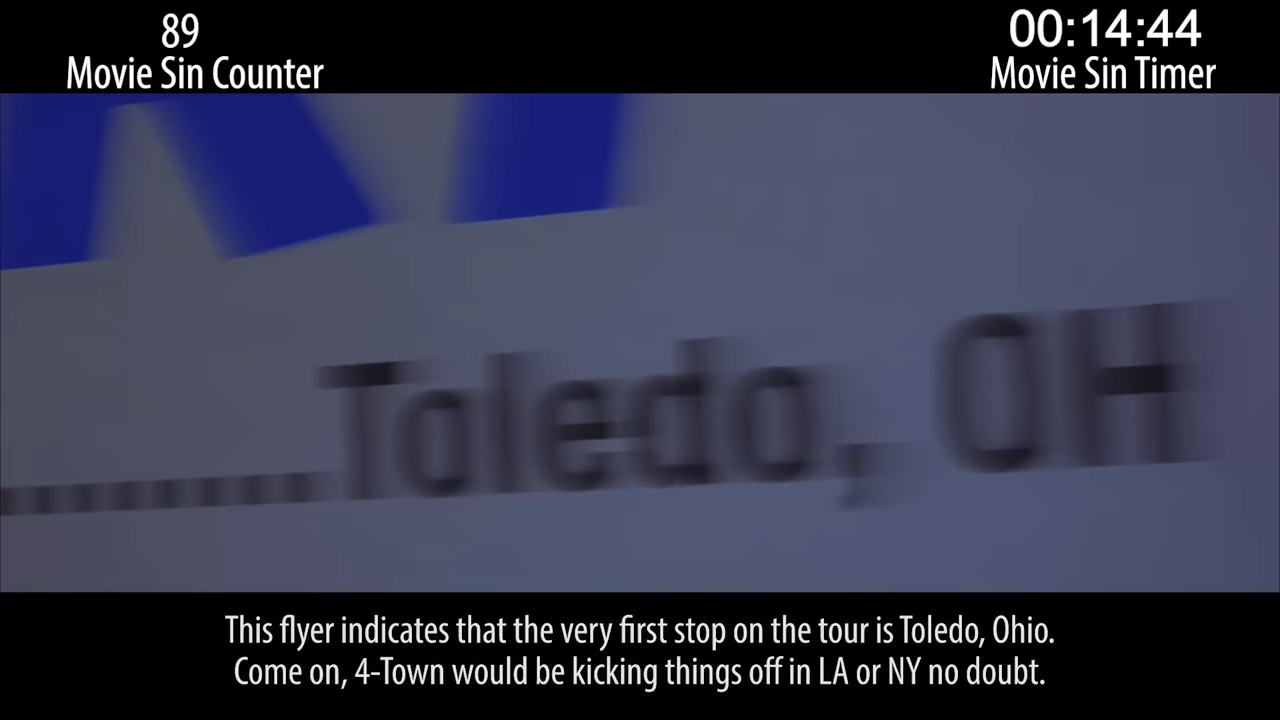 89
Movie Sin Counter
00:14:44
Movie Sin Timer
Toledo, OH
This flyer indicates that the very first stop on the tour is Toledo, Ohio.
Come on, 4-Town would be kicking things off in LA or NY no doubt.